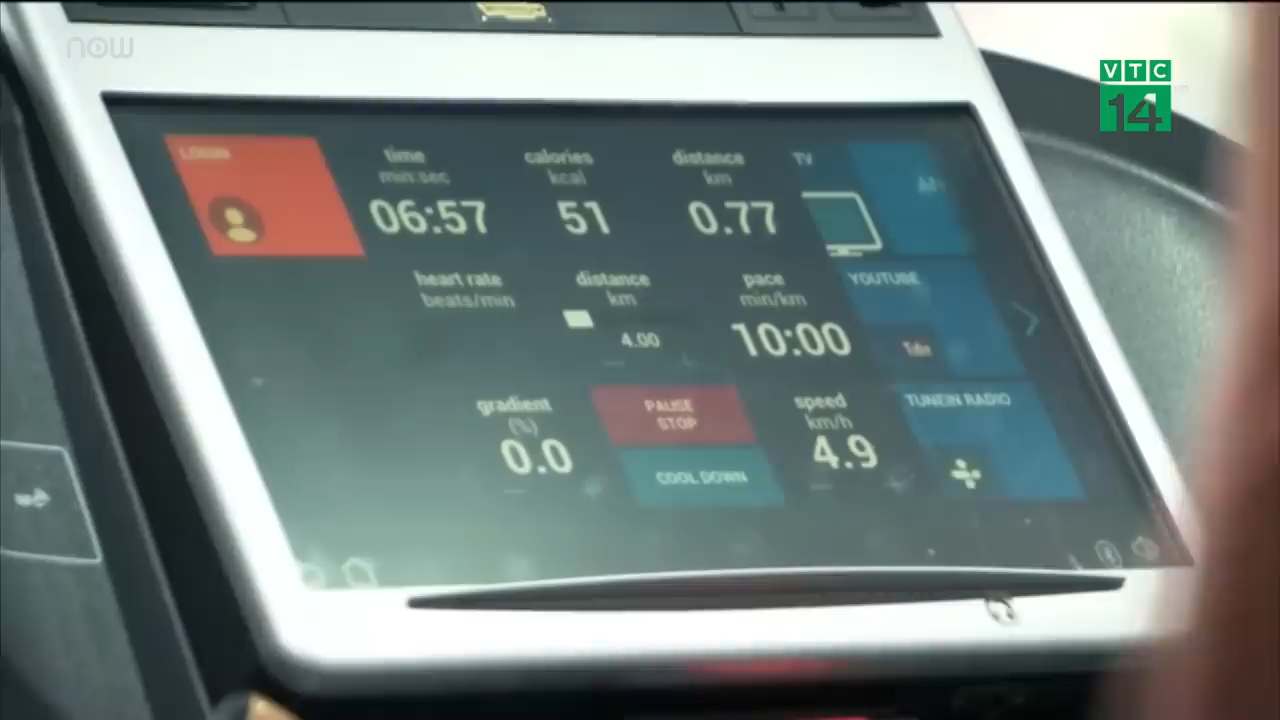 now
VTC
14
LOGIN
time
min:sec
06:57
calories
kcal
51
distance
km
0.77
TV
heart rate
beats/min
distance
km
4.00
pace
min/km
10:00
YOUTUBE
gradient
(%)
0.0
PAUSE
STOP
COOL DOWN
speed
km/h
4.9
TUNEIN RADIO